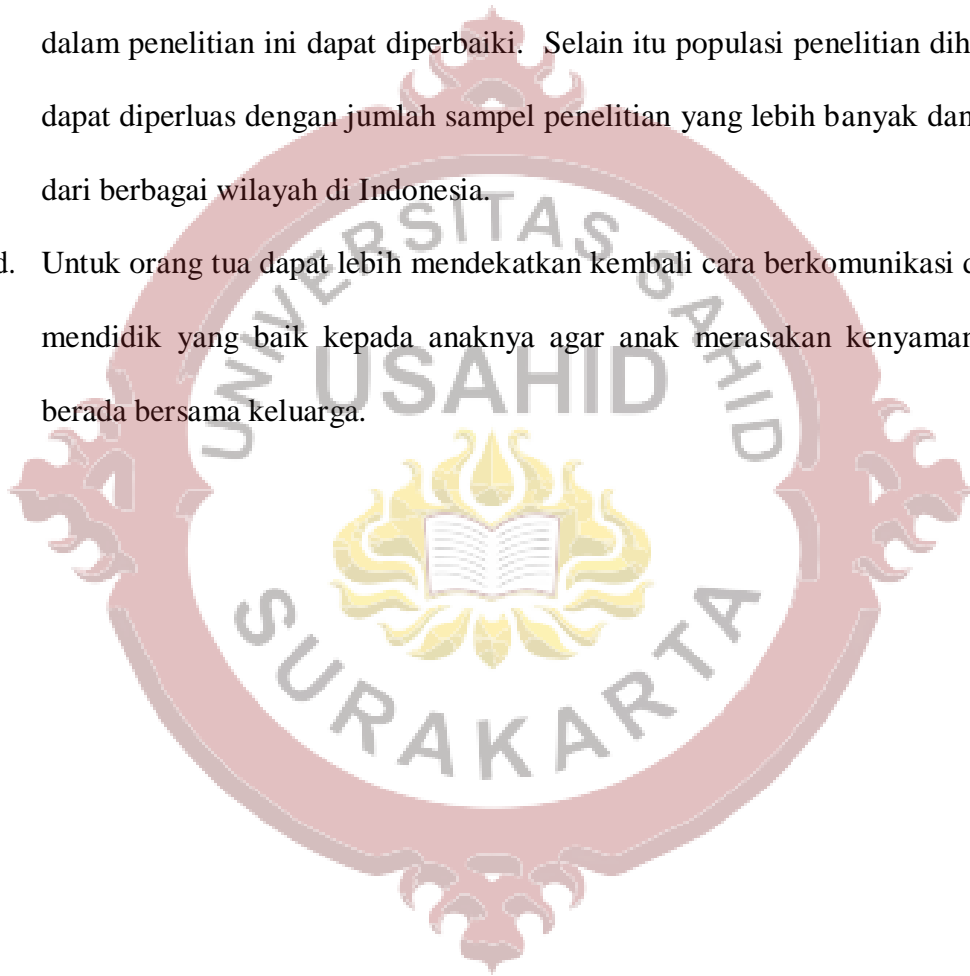 dalam penelitian ini dapat diperbaiki. Selain itu populasi penelitian dih
dapat diperluas dengan jumlah sampel penelitian yang lebih banyak dan
dari berbagai wilayah di Indonesia.
d. Untuk orang tua dapat lebih mendekatkan kembali cara berkomunikasi d
mendidik yang baik kepada anaknya agar anak merasakan kenyaman
berada bersama keluarga.
UNIVERSITAS SAHID
USAHID
SURAKARTA